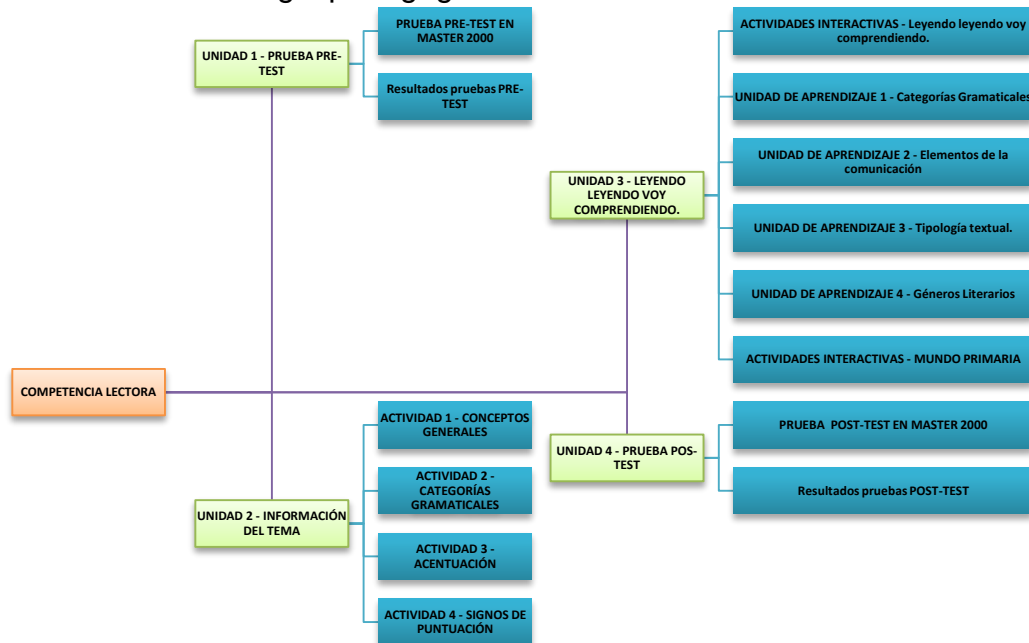 PRUEBA PRE-TEST EN
MASTER 2000
UNIDAD 1 - PRUEBA PRE-
TEST
Resultados pruebas PRE-
TEST
ACTIVIDADES INTERACTIVAS - Leyendo leyendo voy
comprendiendo.
UNIDAD DE APRENDIZAJE 1 - Categorías Gramaticales
UNIDAD DE APRENDIZAJE 2 - Elementos de la
comunicación
UNIDAD 3 - LEYENDO
LEYENDO VOY
COMPRENDIENDO.
UNIDAD DE APRENDIZAJE 3 - Tipología textual.
UNIDAD DE APRENDIZAJE 4 - Géneros Literarios
ACTIVIDADES INTERACTIVAS - MUNDO PRIMARIA
COMPETENCIA LECTORA
ACTIVIDAD 1 - CONCEPTOS
GENERALES
ACTIVIDAD 2 -
CATEGORÍAS
GRAMATICALES
UNIDAD 2 - INFORMACIÓN
DEL TEMA
ACTIVIDAD 3 -
ACENTUACIÓN
ACTIVIDAD 4 - SIGNOS DE
PUNTUACIÓN
PRUEBA POST-TEST EN MASTER 2000
UNIDAD 4 - PRUEBA POS-
TEST
Resultados pruebas POST-TEST